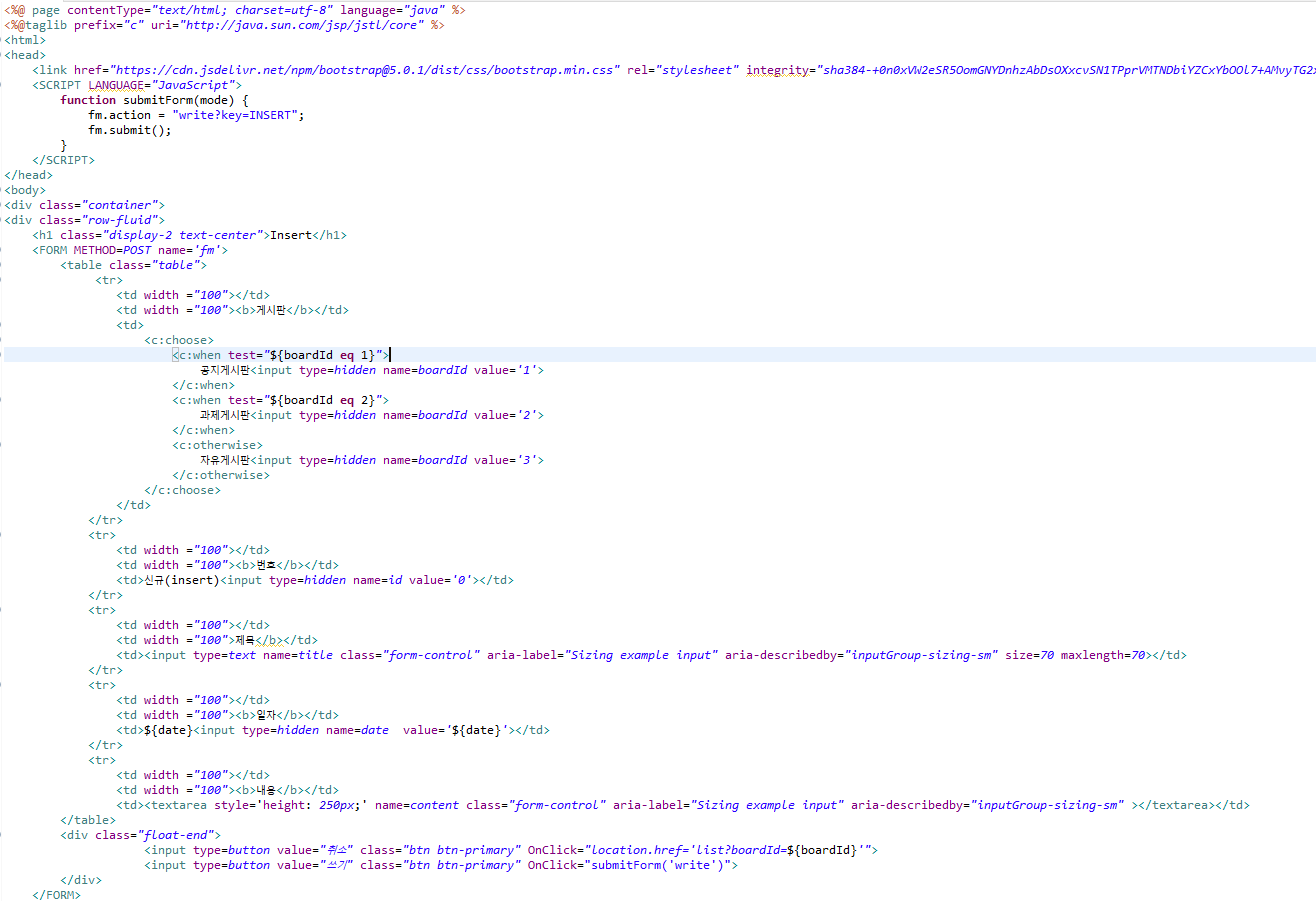 <%@ page contentType="text/html; charset=utf-8" language="java" %>
<%@taglib prefix="c" uri="http://java.sun.com/jsp/jstl/core" %>
<html>
<head>
<link href="https://cdn.jsdelivr.net/npm/bootstrap@5.0.1/dist/css/bootstrap.min.css" rel="stylesheet" integrity="sha384-+0n0xVW2eSR5OomGNYDnhzAbDsOXxcvSN1TPprVMTNDbiYZCxYbOOl7+AMvyTG2x
<SCRIPT LANGUAGE="JavaScript">
function submitForm(mode) {
fm.action = "write?key=INSERT";
fm.submit();
}
</SCRIPT>
</head>
<body>
<div class="container">
<div class="row-fluid">
<h1 class="display-2 text-center">Insert</h1>
<FORM METHOD=POST name='fm'>
<table class="table">
<tr>
<td width ="100"></td>
<td width ="100"><b>게시판</b></td>
<td>
<c:choose>
<c:when test="${boardId eq 1}">
공지게시판<input type=hidden name=boardId value='1'>
</c:when>
<c:when test="${boardId eq 2}">
과제게시판<input type=hidden name=boardId value='2'>
</c:when>
<c:otherwise>
자유게시판<input type=hidden name=boardId value='3'>
</c:otherwise>
</c:choose>
</td>
</tr>
<tr>
<td width ="100"></td>
<td width ="100"><b>번호</b></td>
<td>신규(insert)<input type=hidden name=id value='0'></td>
</tr>
<tr>
<td width ="100"></td>
<td width ="100">제목</b></td>
<td><input type=text name=title class="form-control" aria-label="Sizing example input" aria-describedby="inputGroup-sizing-sm" size=70 maxlength=70></td>
</tr>
<tr>
<td width ="100"></td>
<td width ="100"><b>일자</b></td>
<td>${date}<input type=hidden name=date  value='${date}'></td>
</tr>
<tr>
<td width ="100"></td>
<td width ="100"><b>내용</b></td>
<td><textarea style='height: 250px;' name=content class="form-control" aria-label="Sizing example input" aria-describedby="inputGroup-sizing-sm" ></textarea></td>
</table>
<div class="float-end">
<input type=button value="취소" class="btn btn-primary" OnClick="location.href='list?boardId=${boardId}'">
<input type=button value="쓰기" class="btn btn-primary" OnClick="submitForm('write')">
</div>
</FORM>